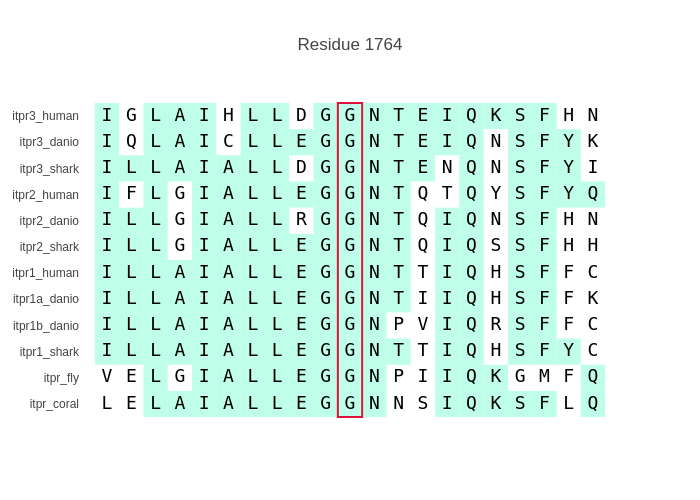 Residue 1764
itpr3_human I G L A I H L L D G G N T E I Q K S F H N
itpr3_danio I Q L A I C L L E G G N T E I Q N S F Y K
itpr3_shark I L L A I A L L D G G N T E N Q N S F Y I
itpr2_human I F L G I A L L E G G N T Q T Q Y S F Y Q
itpr2_danio I L L G I A L L R G G N T Q I Q N S F H N
itpr2_shark I L L G I A L L E G G N T Q I Q S S F H H
itpr1_human I L L A I A L L E G G N T T I Q H S F F C
itpr1a_danio I L L A I A L L E G G N T I I Q H S F F K
itpr1b_danio I L L A I A L L E G G N P V I Q R S F F C
itpr1_shark I L L A I A L L E G G N T T I Q H S F Y C
itpr_fly V E L G I A L L E G G N P I I Q K G M F Q
itpr_coral L E L A I A L L E G G N N S I Q K S F L Q